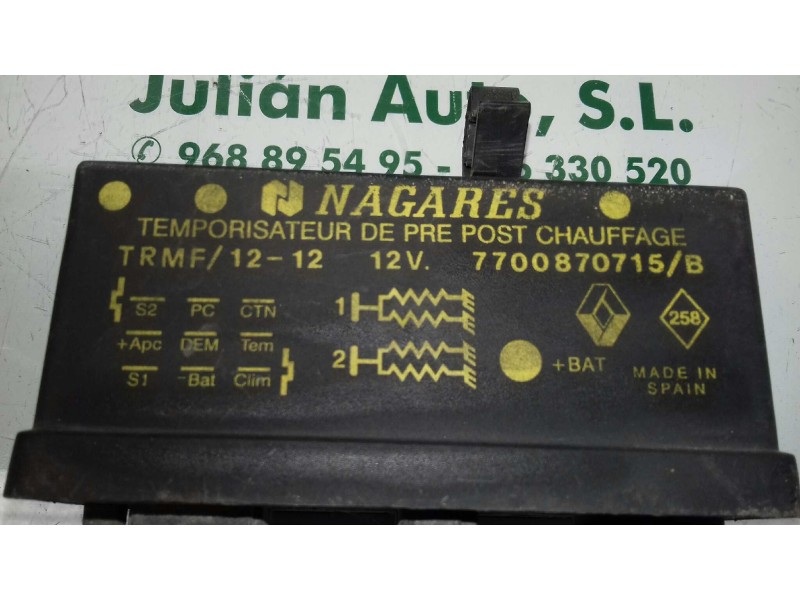 Julián Auto, S.L.
968 89 54 95 - 330 520
NAGARES
TEMPORISATEUR DE PRE POST CHAUFFAGE
TRMF/12-12 12V. 7700870715/B
S2 PC CTN
+Apc DEM Tem
S1 -Bat Clim
1
2
+BAT
258
MADE IN
SPAIN